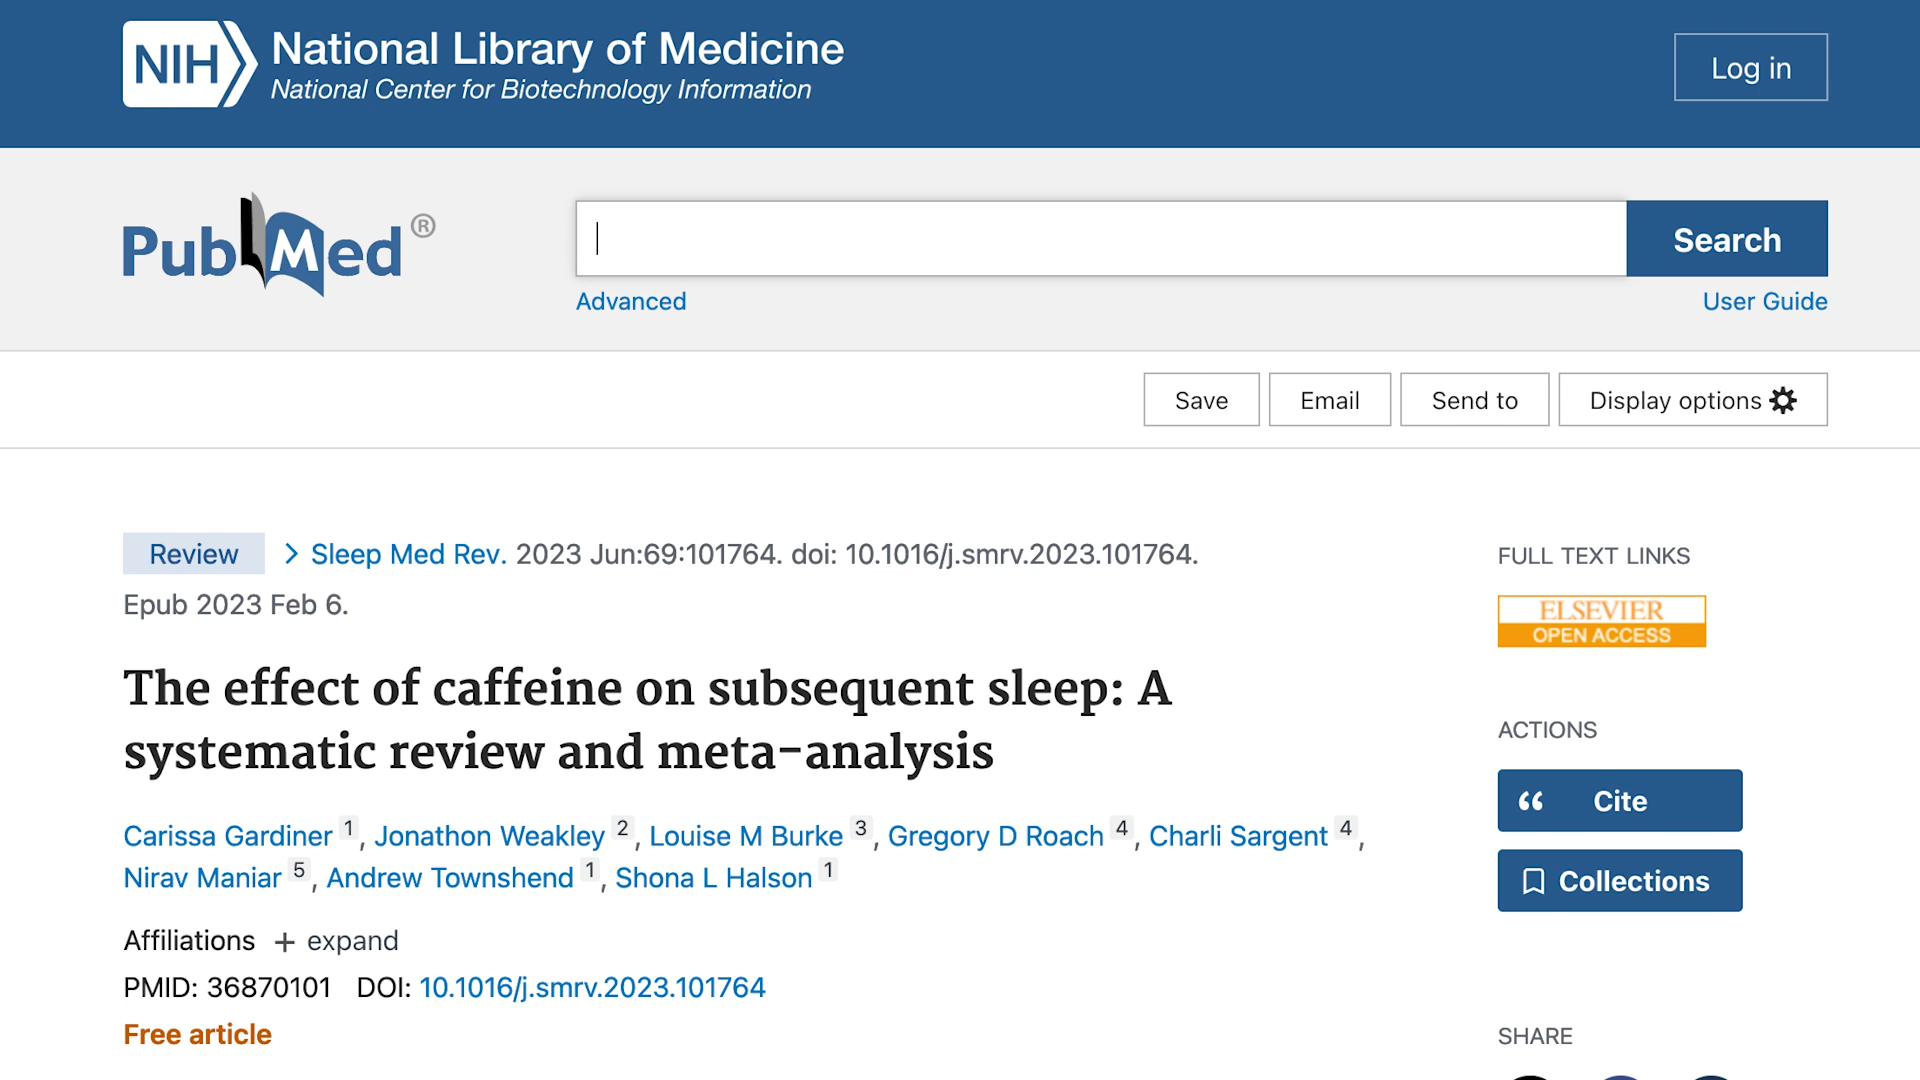 NIH National Library of Medicine
National Center for Biotechnology Information
Log in
PubMed®
Search
Advanced
User Guide
Save
Email
Send to
Display options
Review
Sleep Med Rev. 2023 Jun:69:101764. doi: 10.1016/j.smrv.2023.101764.
Epub 2023 Feb 6.
The effect of caffeine on subsequent sleep: A
systematic review and meta-analysis
Carissa Gardiner 1, Jonathon Weakley 2, Louise M Burke 3, Gregory D Roach 4, Charli Sargent 4,
Nirav Maniar 5, Andrew Townshend 1, Shona L Halson 1
Affiliations + expand
PMID: 36870101 DOI: 10.1016/j.smrv.2023.101764
Free article
FULL TEXT LINKS
ELSEVIER
OPEN ACCESS
ACTIONS
Cite
Collections
SHARE